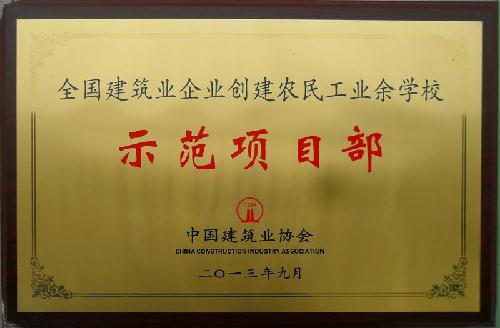 全国建筑业企业创建农民工业余学校
示范项目部
中国建筑业协会
CHINA CONSTRUCTION INDUSTRY ASSOCIATION
二〇一三年九月